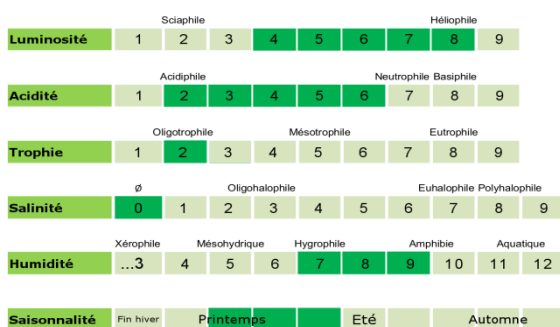 Sciaphile Héliophile
Luminosité 1 2 3 4 5 6 7 8 9
Acidiphile Neutrophile Basiphile
Acidité 1 2 3 4 5 6 7 8 9
Oligotrophile Mésotrophile Eutrophile
Trophie 1 2 3 4 5 6 7 8 9
Ø Oligohalophile Euhalophile Polyhalophile
Salinité 0 1 2 3 4 5 6 7 8 9
Xérophile Mésohydrique Hygrophile Amphibie Aquatique
Humidité ...3 4 5 6 7 8 9 10 11 12
Saisonnalité Fin hiver Printemps Eté Automne